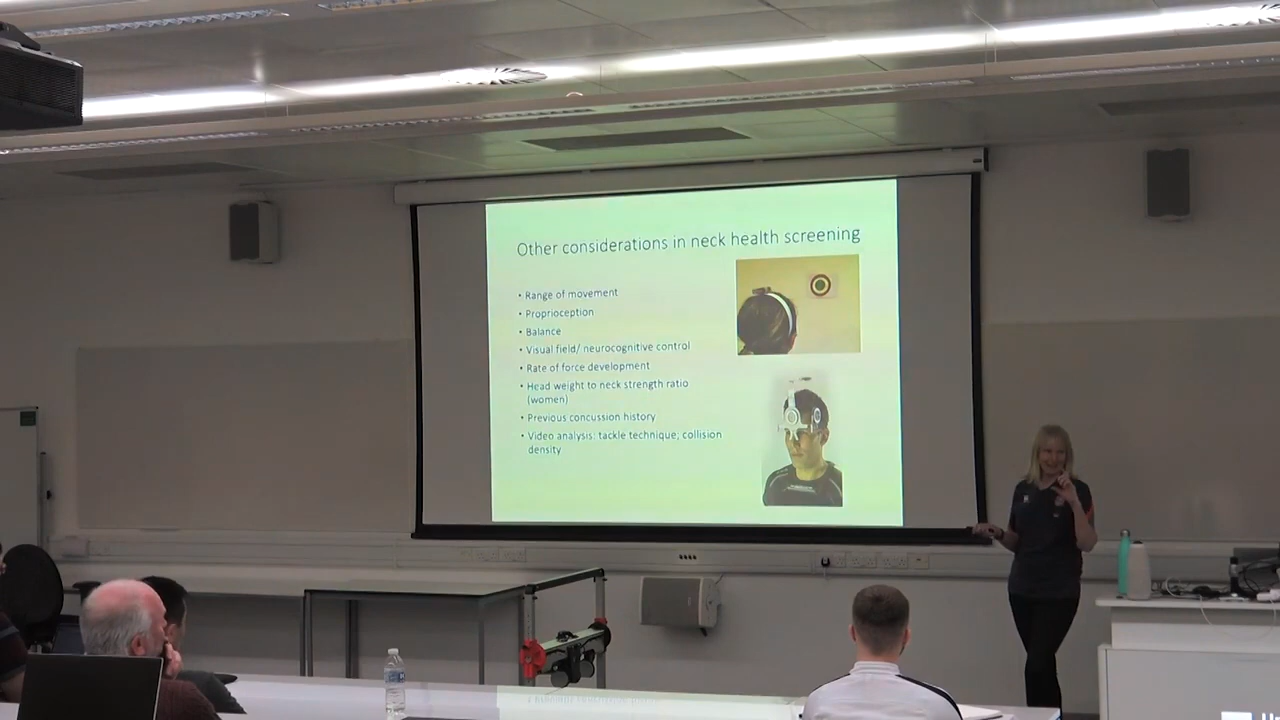 Other considerations in neck health screening
• Range of movement
• Proprioception
• Balance
• Visual field/ neurocognitive control
• Rate of force development
• Head weight to neck strength ratio
(women)
• Previous concussion history
• Video analysis: tackle technique; collision
density